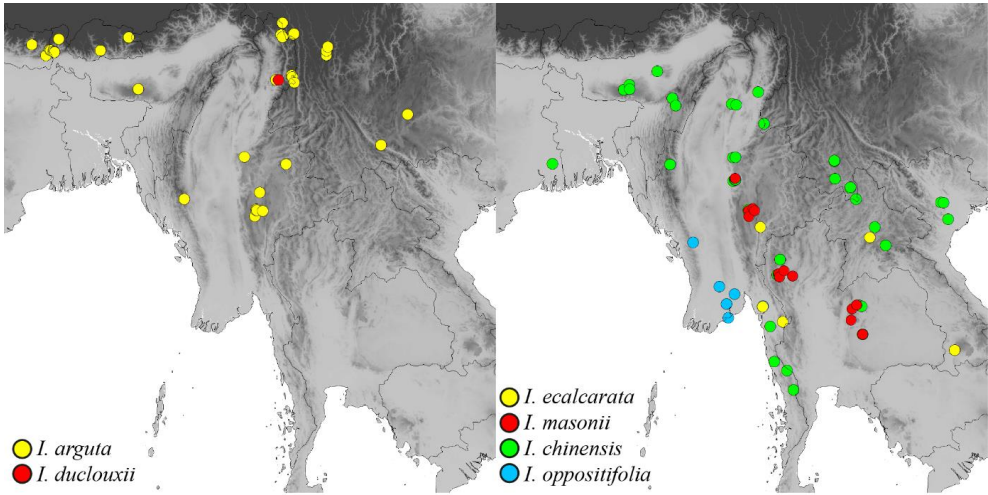 I. arguta
I. duclouxii
I. ecalcarata
I. masonii
I. chinensis
I. oppositifolia